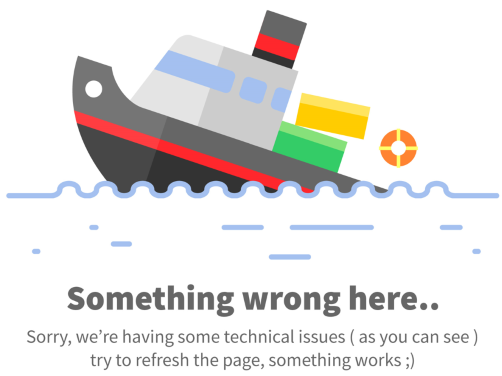 Something wrong here..
Sorry, we're having some technical issues ( as you can see )
try to refresh the page, something works ;)